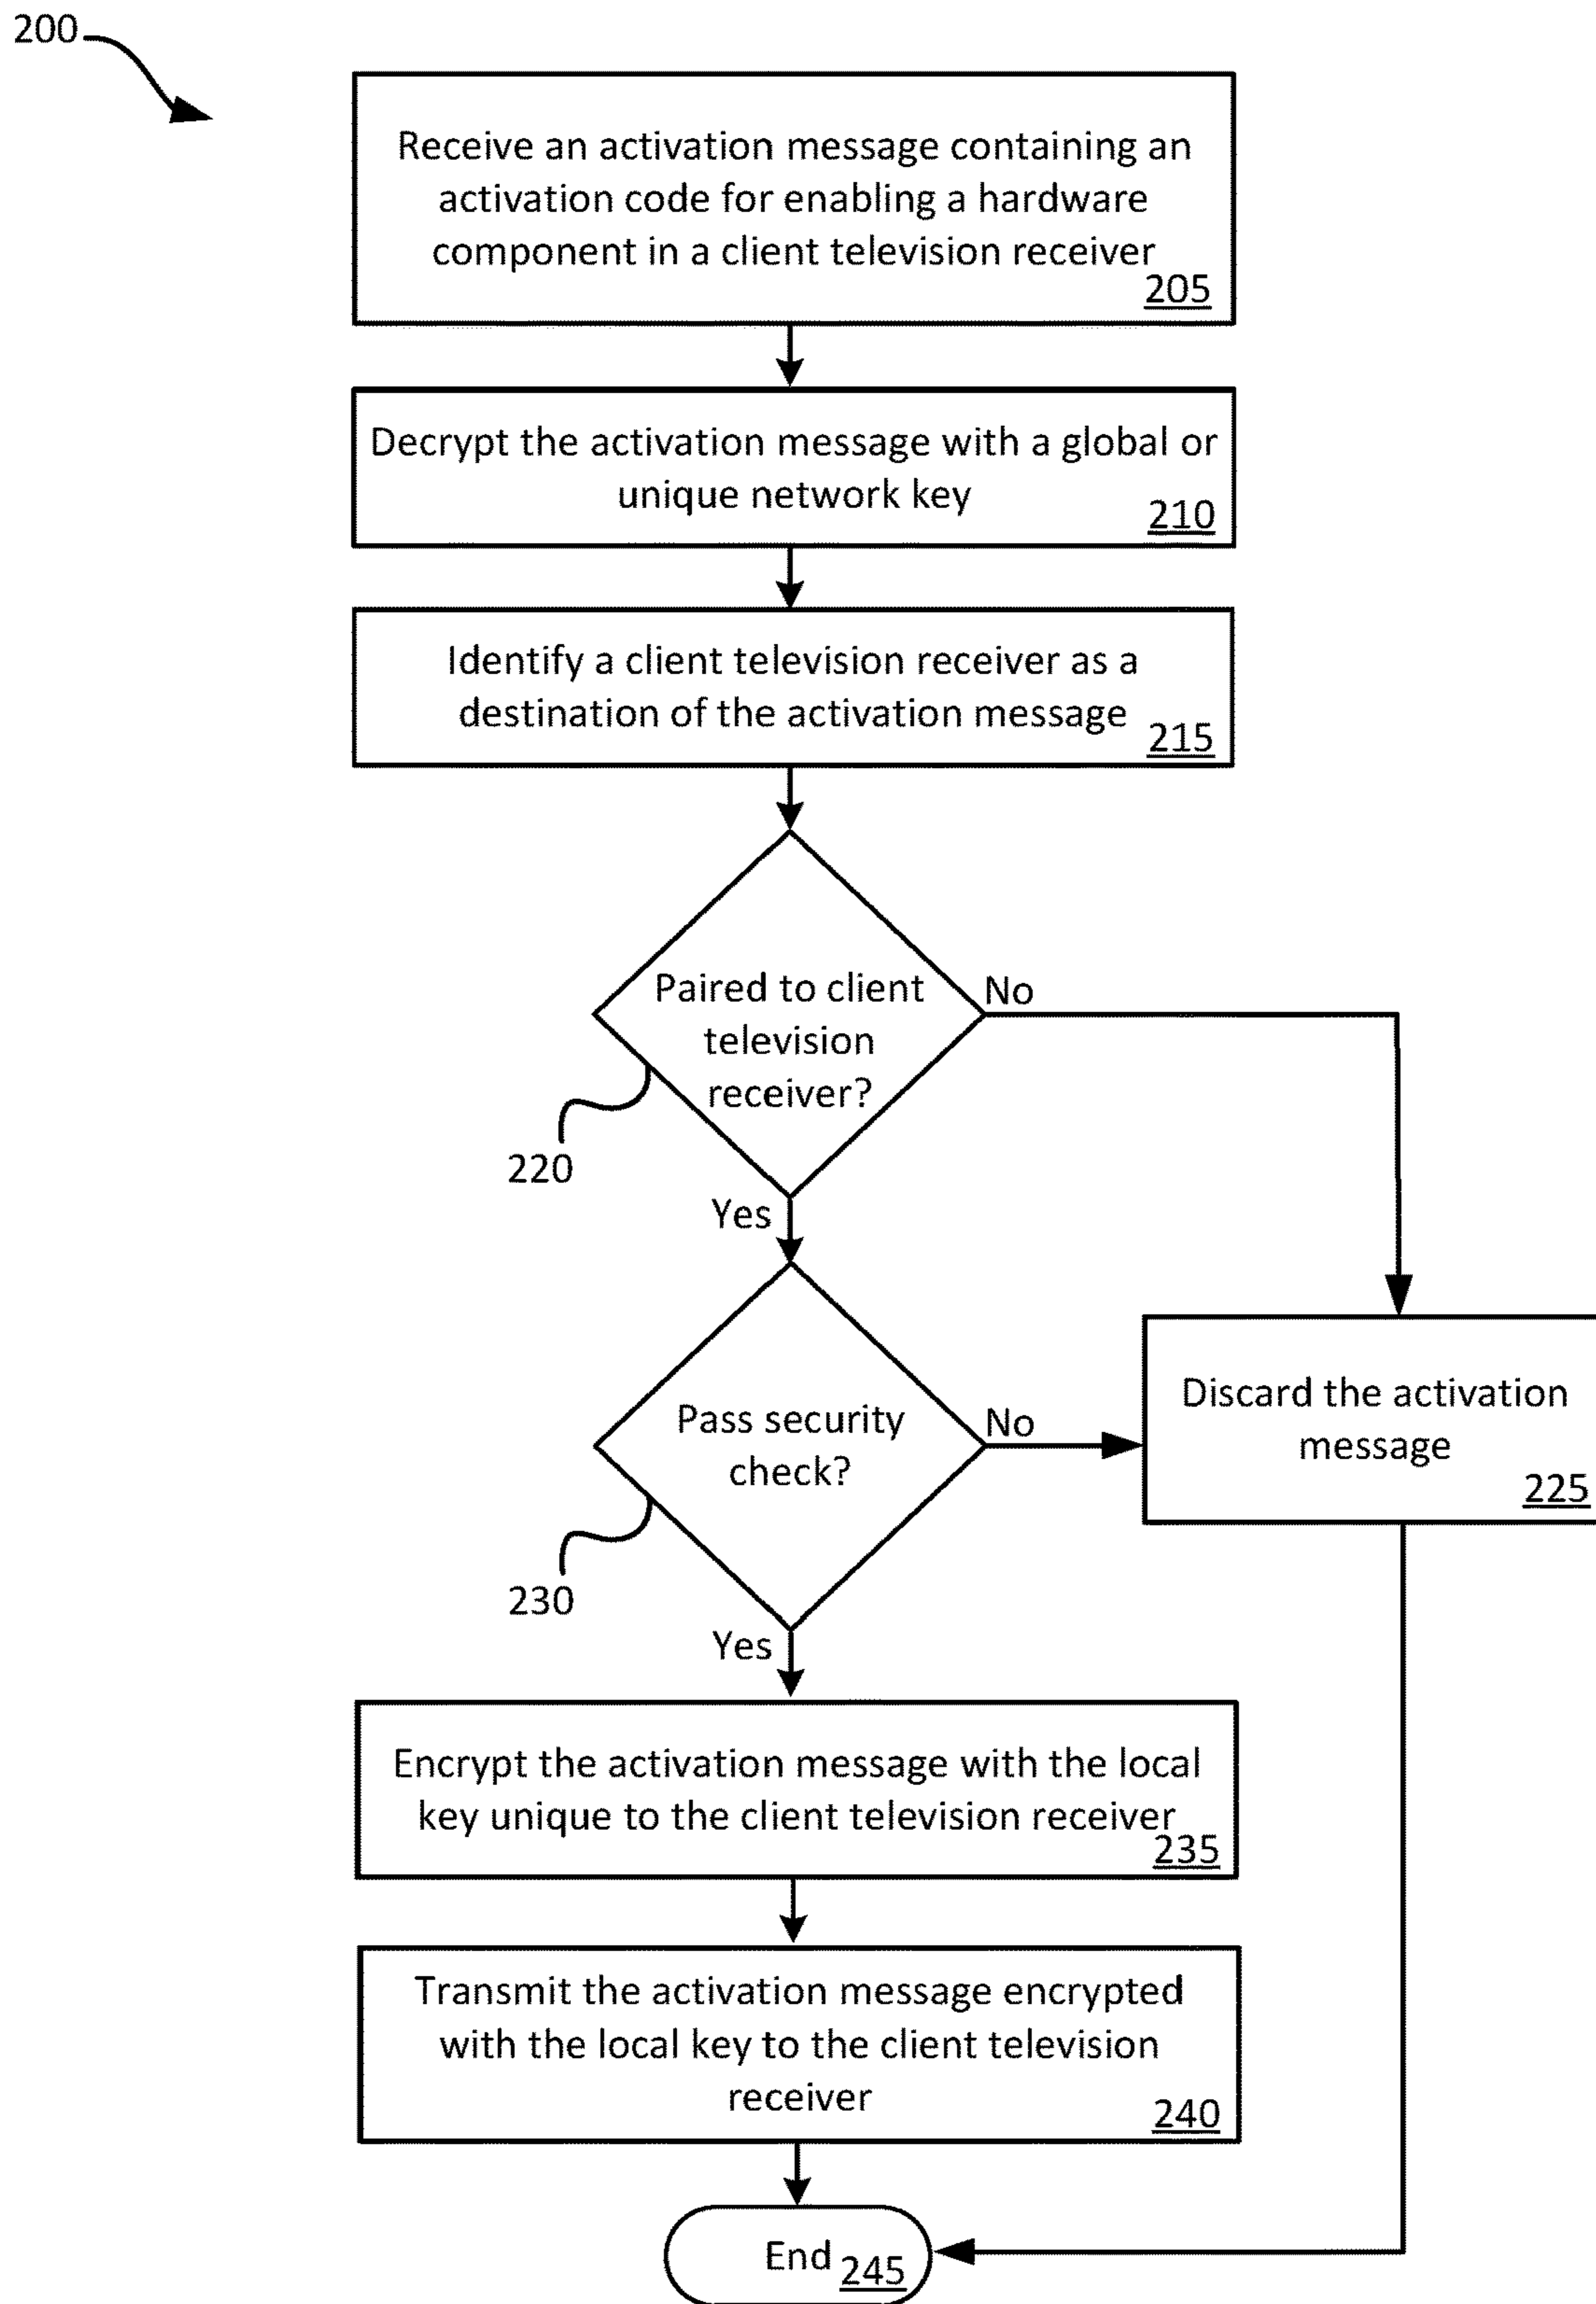 200
Receive an activation message containing an
activation code for enabling a hardware
component in a client television receiver
205
Decrypt the activation message with a global or
unique network key
210
Identify a client television receiver as a
destination of the activation message
215
Paired to client
television
receiver?
No
220
Yes
Pass security
check?
No
Discard the activation
message
225
230
Yes
Encrypt the activation message with the local
key unique to the client television receiver
235
Transmit the activation message encrypted
with the local key to the client television
receiver
240
End
245